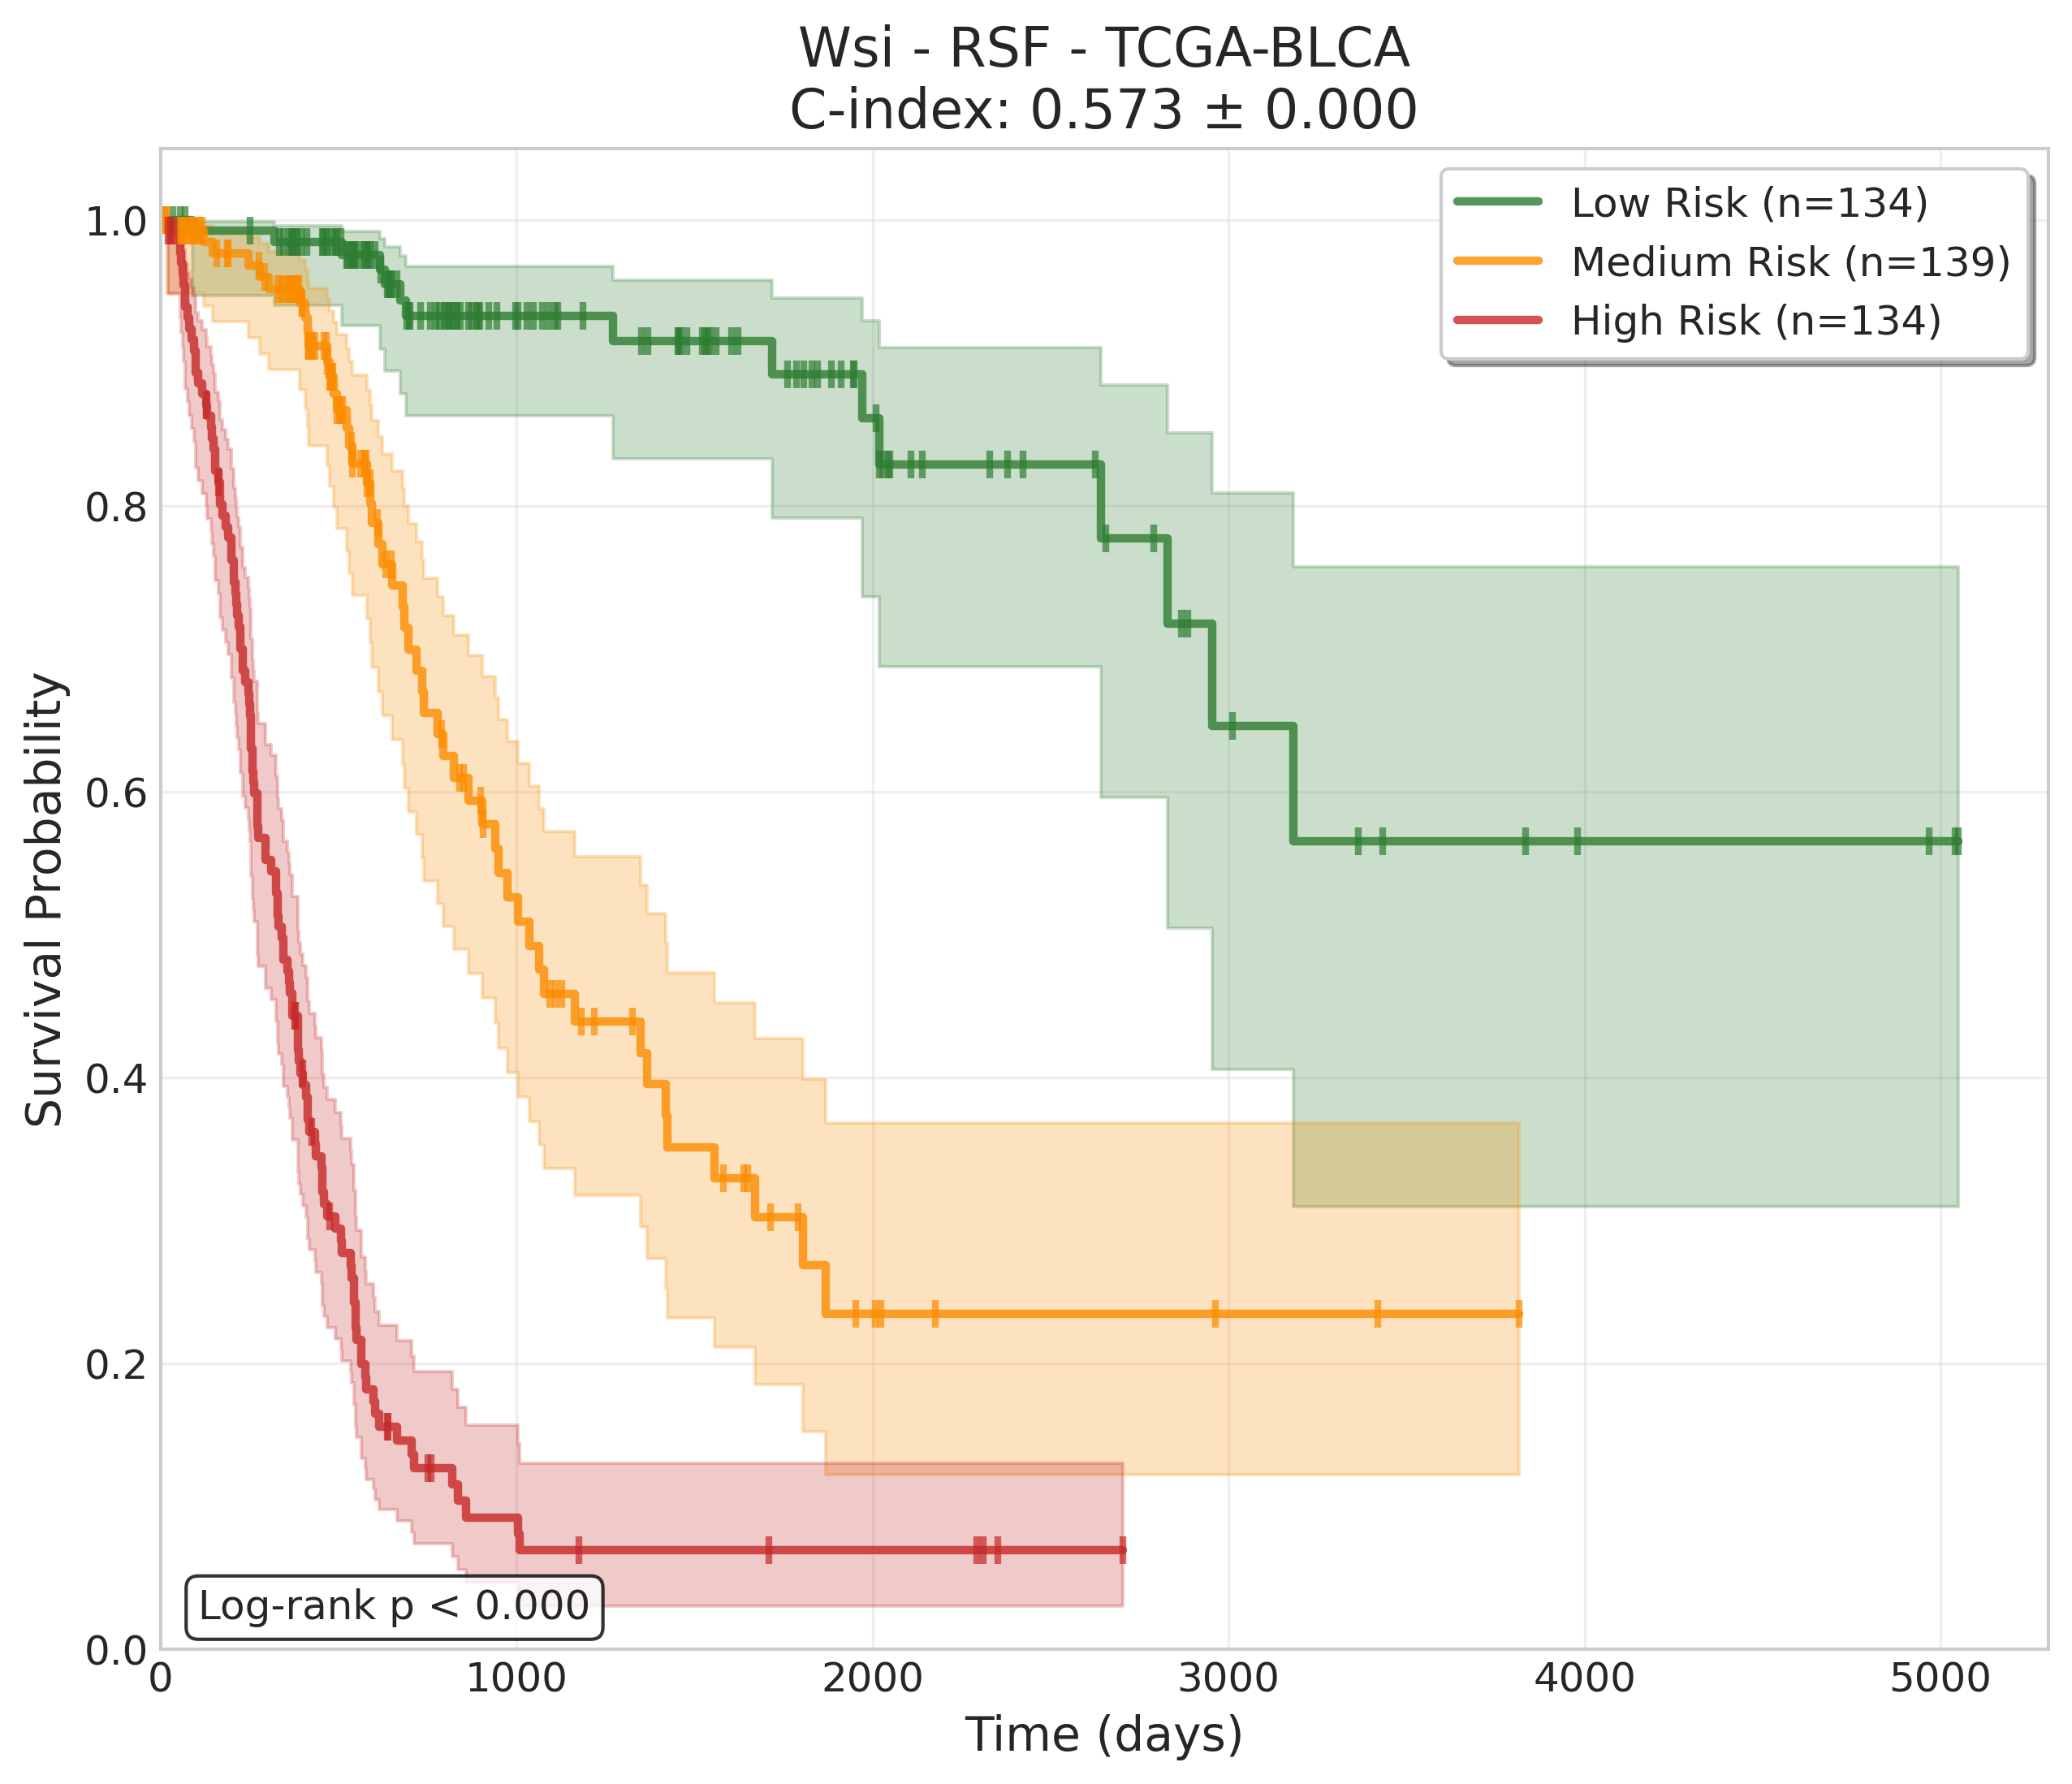 Wsi - RSF - TCGA-BLCA
C-index: 0.573 ± 0.000
Low Risk (n=134)
Medium Risk (n=139)
High Risk (n=134)
Survival Probability
1.0
0.8
0.6
0.4
0.2
0.0
Log-rank p < 0.000
0 1000 2000 3000 4000 5000
Time (days)